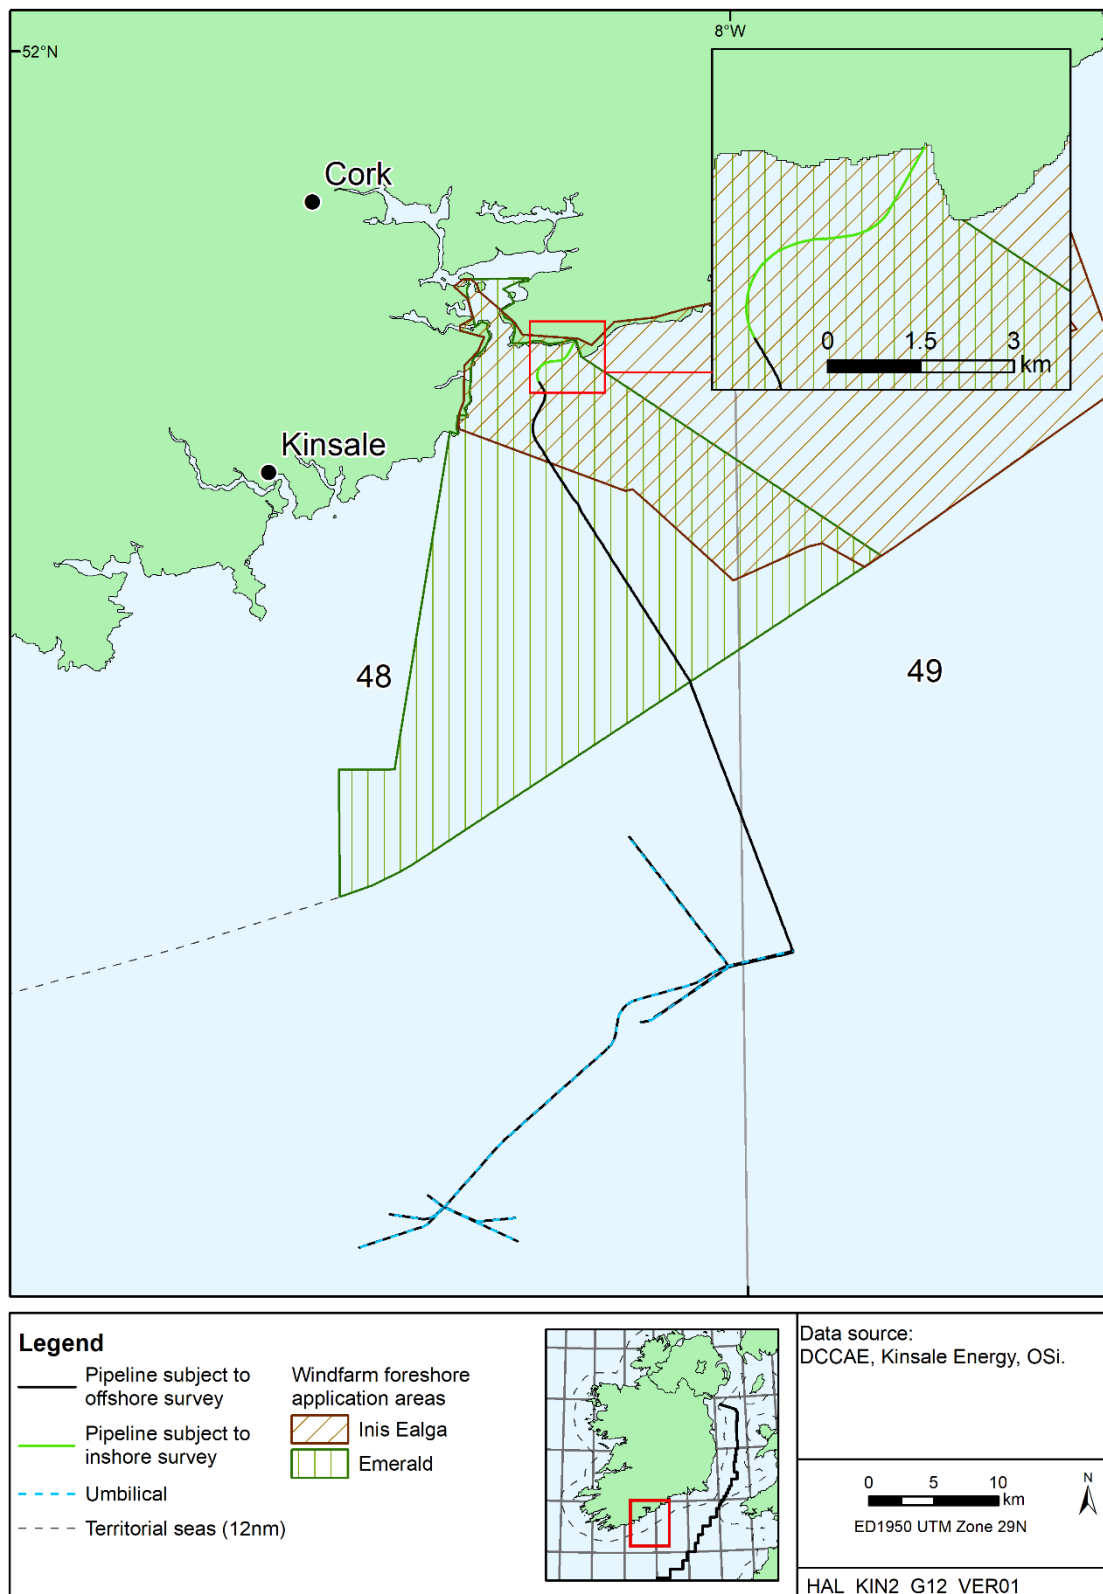 8°W
52°N
Cork
0 1.5 3
km
Kinsale
48
49
Legend
Pipeline subject to
offshore survey
Pipeline subject to
inshore survey
Umbilical
Territorial seas (12nm)
Windfarm foreshore
application areas
Inis Ealga
Emerald
Data source:
DCCAE, Kinsale Energy, OSi.
0 5 10
km
N
ED1950 UTM Zone 29N
HAL_KIN2_G12_VER01